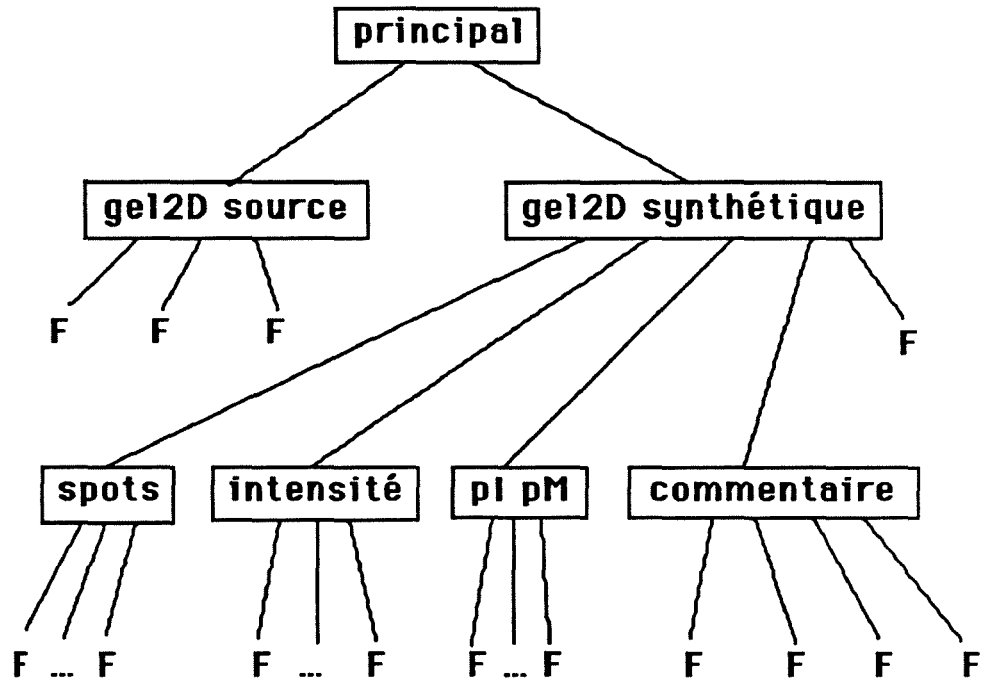 principal
gel2D source gel2D synthétique
F F F F
spots intensité pI pM commentaire
F ... F F ... F F ... F F F F F